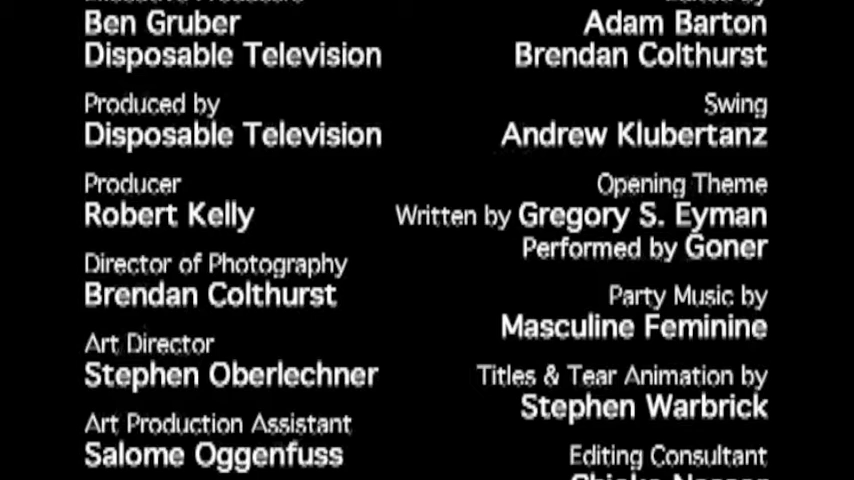 Ben Gruber
Disposable Television
Produced by
Disposable Television
Producer
Robert Kelly
Director of Photography
Brendan Colthurst
Art Director
Stephen Oberlechner
Art Production Assistant
Salome Oggenfuss
Adam Barton
Brendan Colthurst
Swing
Andrew Klubertanz
Opening Theme
Written by Gregory S. Eyman
Performed by Goner
Party Music by
Masculine Feminine
Titles & Tear Animation by
Stephen Warbrick
Editing Consultant